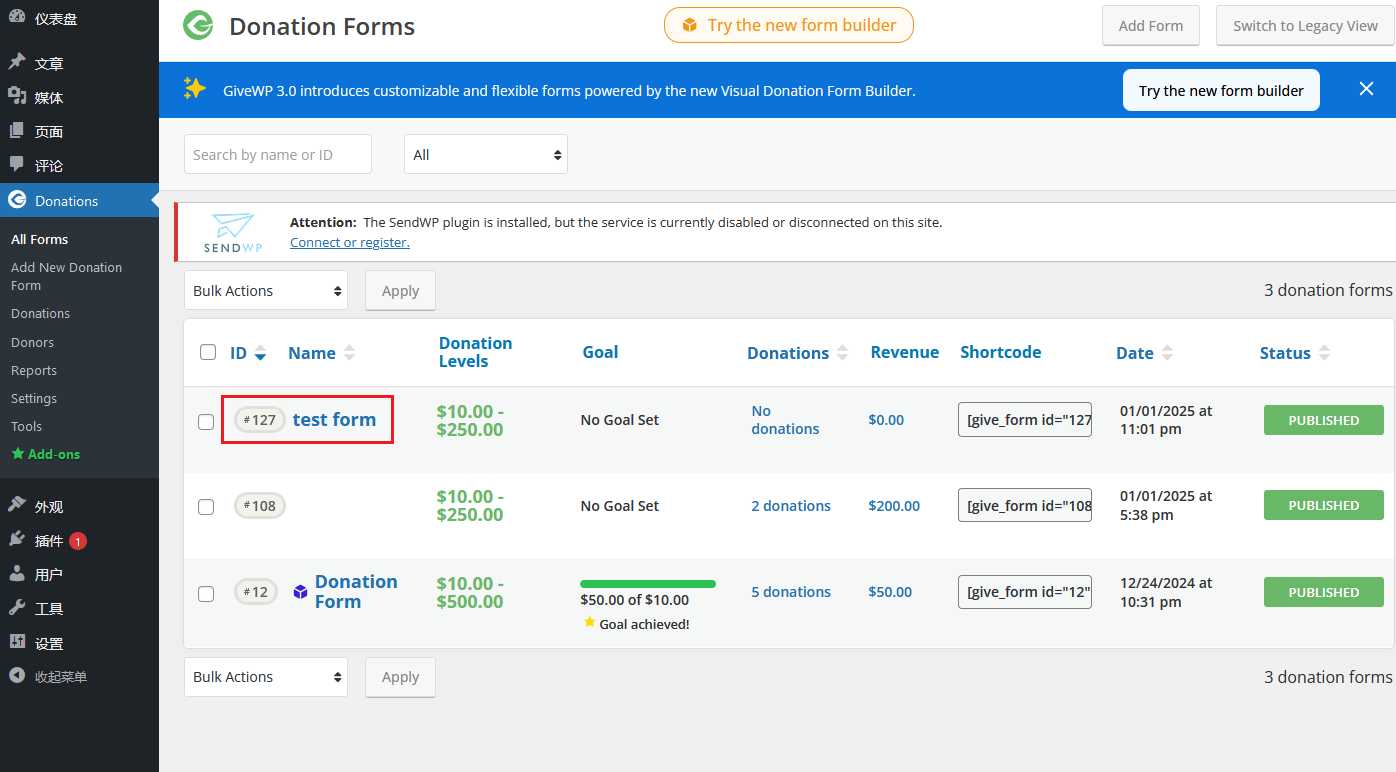 仪表盘
文章
媒体
页面
评论
Donations
All Forms
Add New Donation
Form
Donations
Donors
Reports
Settings
Tools
Add-ons
外观
插件 1
用户
工具
设置
收起菜单
Donation Forms
Try the new form builder
Add Form
Switch to Legacy View
GiveWP 3.0 introduces customizable and flexible forms powered by the new Visual Donation Form Builder.
Try the new form builder
Search by name or ID
All
SENDWP
Attention: The SendWP plugin is installed, but the service is currently disabled or disconnected on this site.
Connect or register.
Bulk Actions
Apply
3 donation forms
ID
Name
Donation
Levels
Goal
Donations
Revenue
Shortcode
Date
Status
#127
test form
$10.00 -
$250.00
No Goal Set
No
donations
$0.00
[give_form id="127
01/01/2025 at
11:01 pm
PUBLISHED
#108
$10.00 -
$250.00
No Goal Set
2 donations
$200.00
[give_form id="108
01/01/2025 at
5:38 pm
PUBLISHED
#12
Donation
Form
$10.00 -
$500.00
$50.00 of $10.00
Goal achieved!
5 donations
$50.00
[give_form id="12"
12/24/2024 at
10:31 pm
PUBLISHED
Bulk Actions
Apply
3 donation forms